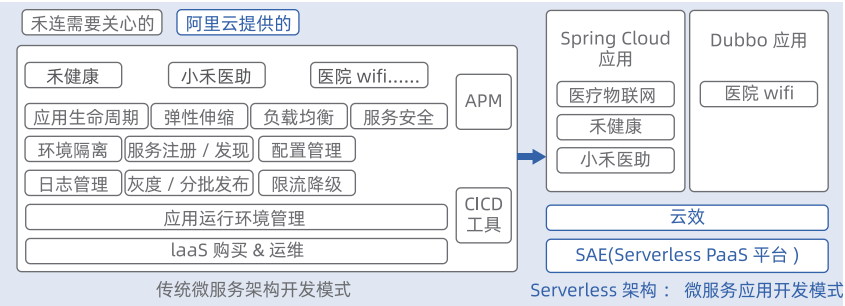 禾连需要关心的
阿里云提供的
禾健康
小禾医助
医院 wifi......
应用生命周期
弹性伸缩
负载均衡
服务安全
环境隔离
服务注册 / 发现
配置管理
日志管理
灰度 / 分批发布
限流降级
应用运行环境管理
laaS 购买 & 运维
APM
CICD
工具
传统微服务架构开发模式
Spring Cloud
应用
医疗物联网
禾健康
小禾医助
Dubbo 应用
医院 wifi
云效
SAE(Serverless PaaS 平台 )
Serverless 架构： 微服务应用开发模式